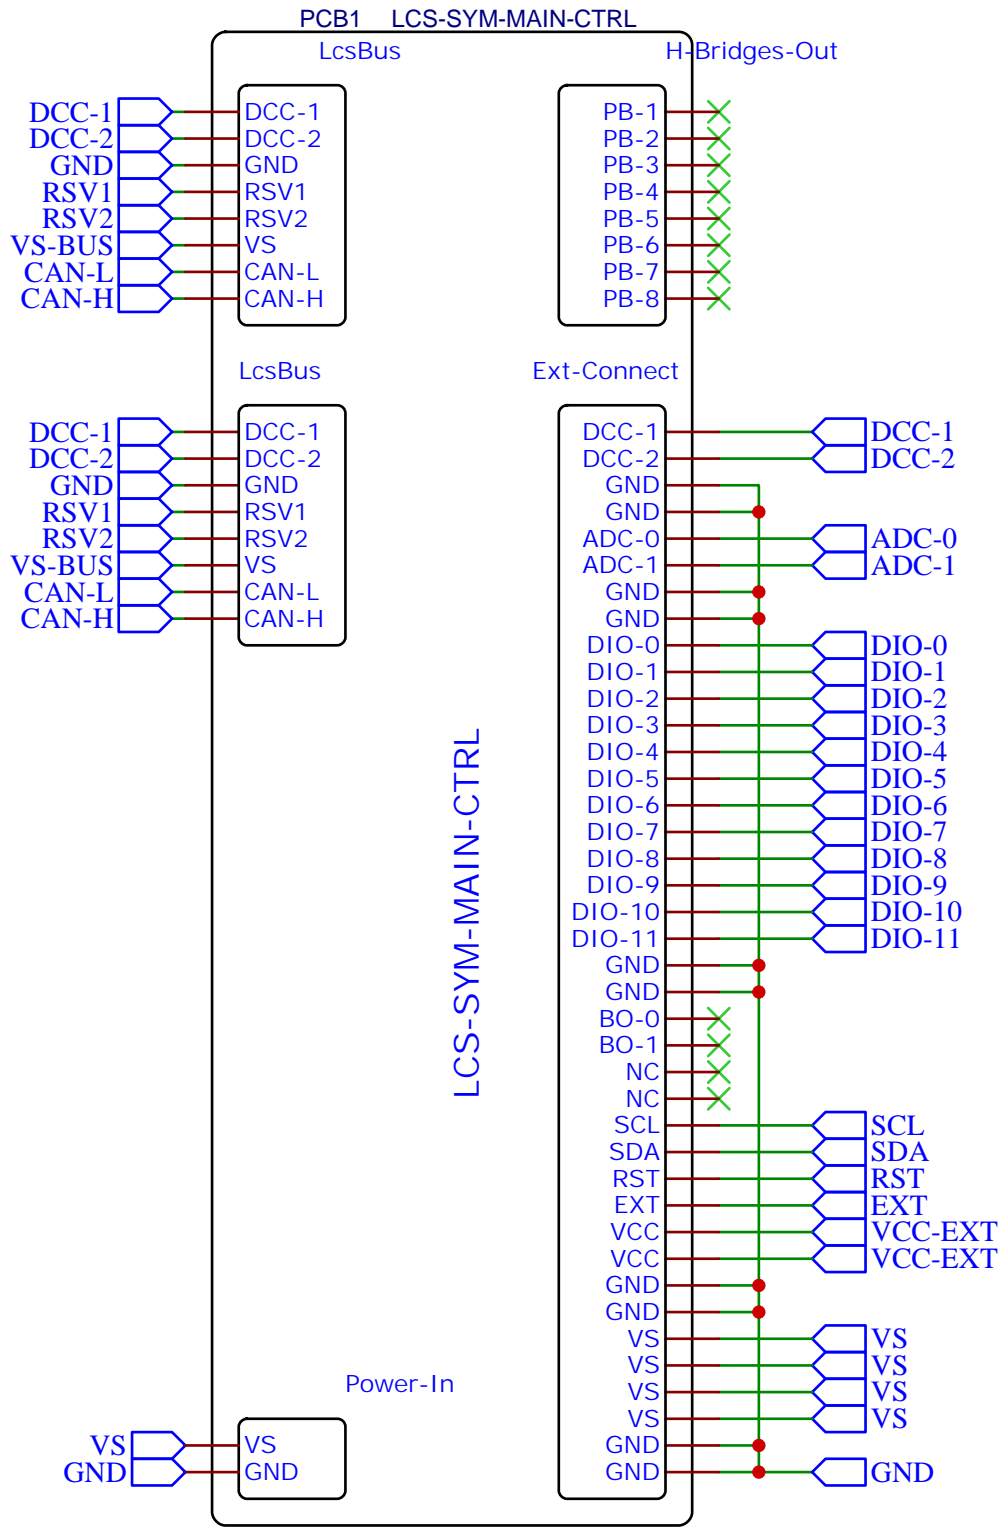 PCB1 LCS-SYM-MAIN-CTRL
LcsBus
DCC-1 DCC-1
DCC-2 DCC-2
GND GND
RSV1 RSV1
RSV2 RSV2
VS-BUS VS
CAN-L CAN-L
CAN-H CAN-H
H-Bridges-Out
PB-1
PB-2
PB-3
PB-4
PB-5
PB-6
PB-7
PB-8
LcsBus
DCC-1 DCC-1
DCC-2 DCC-2
GND GND
RSV1 RSV1
RSV2 RSV2
VS-BUS VS
CAN-L CAN-L
CAN-H CAN-H
Ext-Connect
DCC-1 DCC-1
DCC-2 DCC-2
GND
GND
ADC-0 ADC-0
ADC-1 ADC-1
GND
GND
DIO-0 DIO-0
DIO-1 DIO-1
DIO-2 DIO-2
DIO-3 DIO-3
DIO-4 DIO-4
DIO-5 DIO-5
DIO-6 DIO-6
DIO-7 DIO-7
DIO-8 DIO-8
DIO-9 DIO-9
DIO-10 DIO-10
DIO-11 DIO-11
GND
GND
BO-0
BO-1
NC
NC
SCL SCL
SDA SDA
RST RST
EXT EXT
VCC VCC-EXT
VCC VCC-EXT
GND
GND
VS VS
VS VS
VS VS
VS VS
GND
GND GND
LCS-SYM-MAIN-CTRL
Power-In
VS VS
GND GND